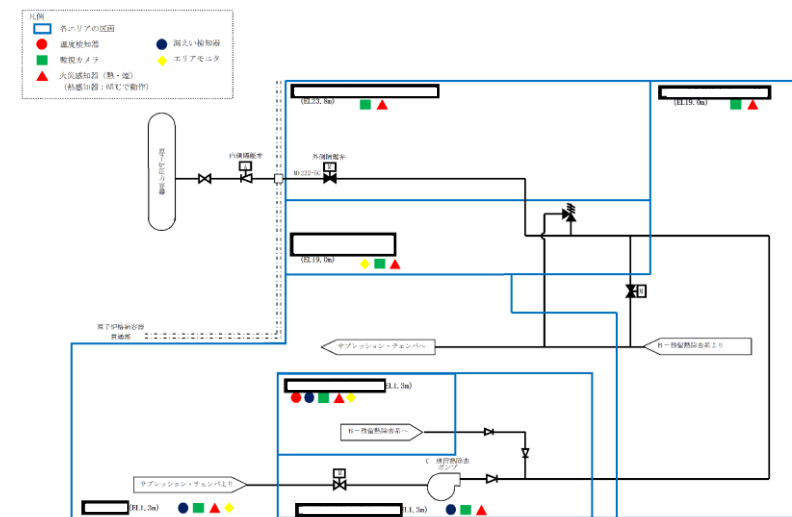 凡例
各エリアの区画
温度検知器
漏えい検知器
監視カメラ
エリアモニタ
火災感知器(熱・煙)
(熱感知器:65℃で動作)
(EL23.8m)
(EL19.0m)
原子炉圧力容器
内側隔離弁
外側隔離弁
MV222-6C
(EL19.0m)
原子炉格納容器
貫通部
サプレッション・チェンバへ
B-残留熱除去系より
(EL1.3m)
B-残留熱除去系へ
C-残留熱除去
ポンプ
サプレッション・チェンバより
(EL1.3m)
(EL1.3m)